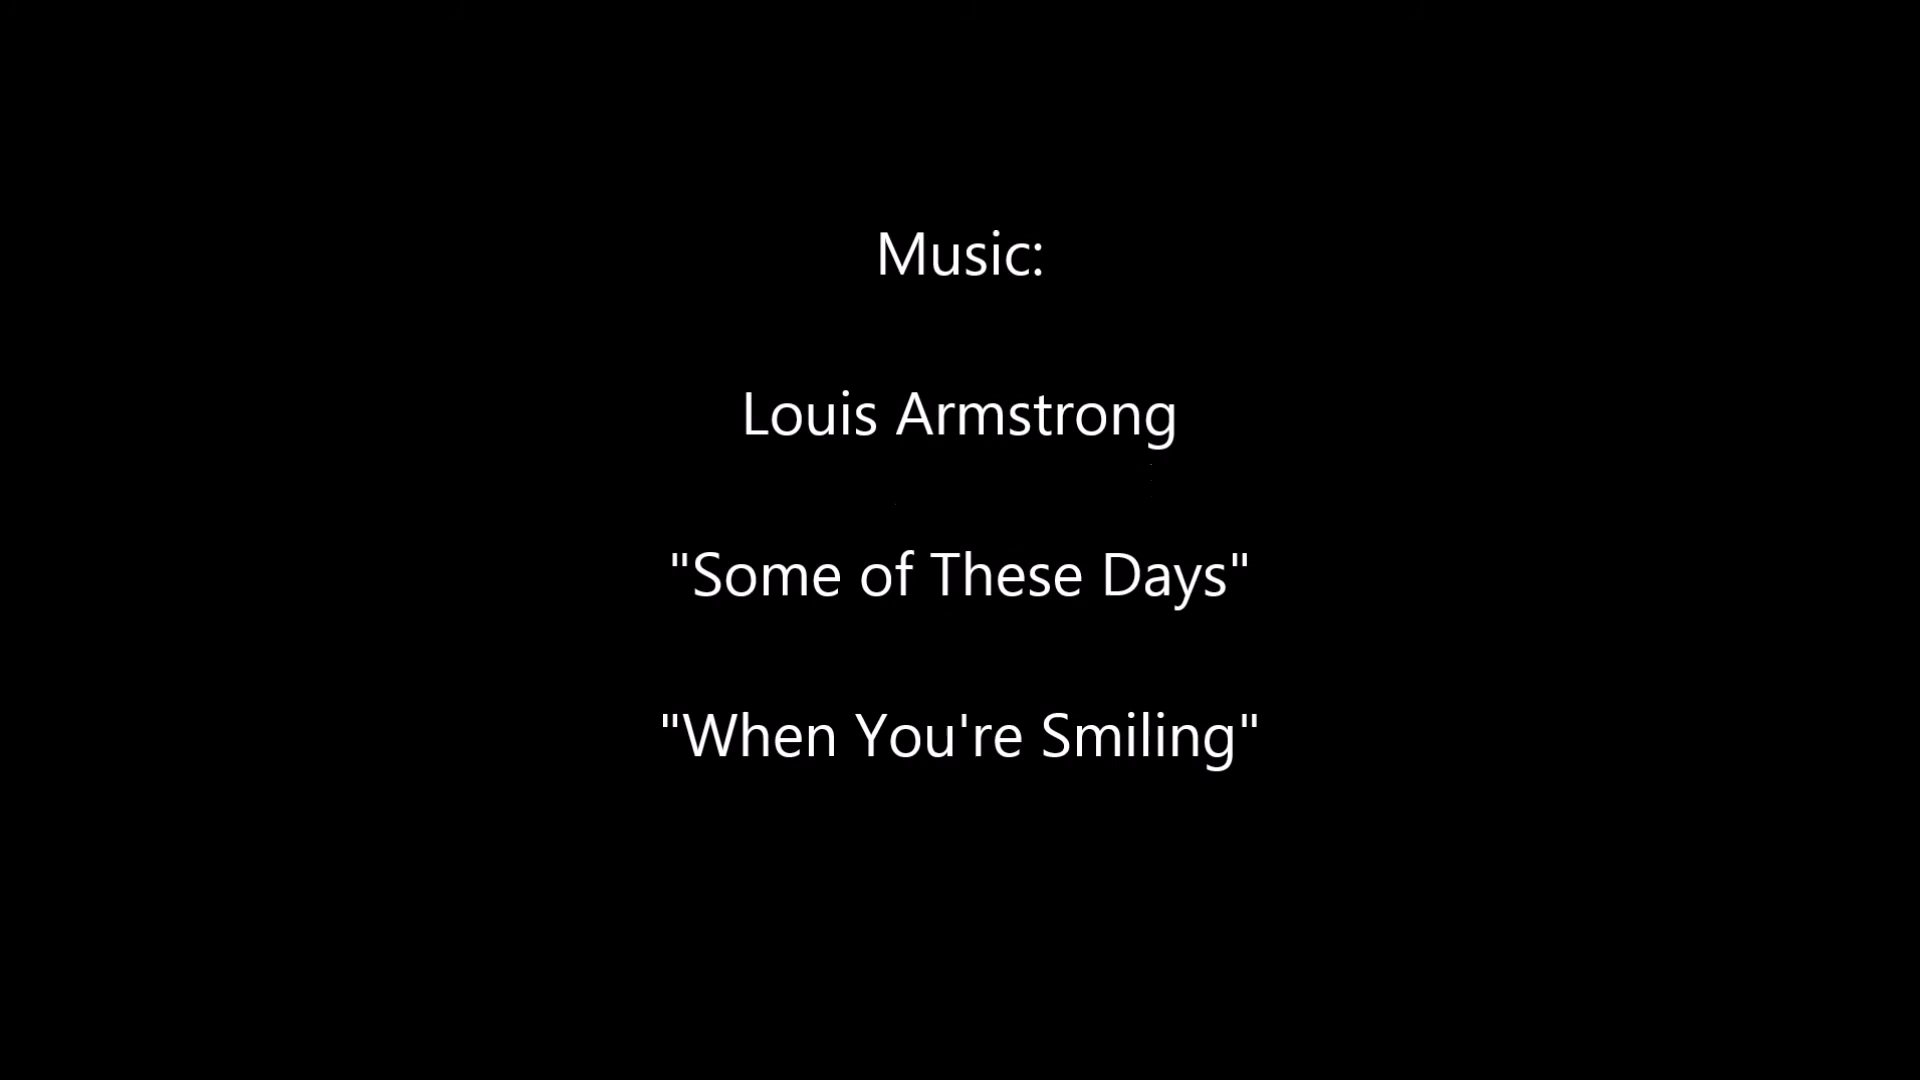 Music:
Louis Armstrong
"Some of These Days"
"When You're Smiling"